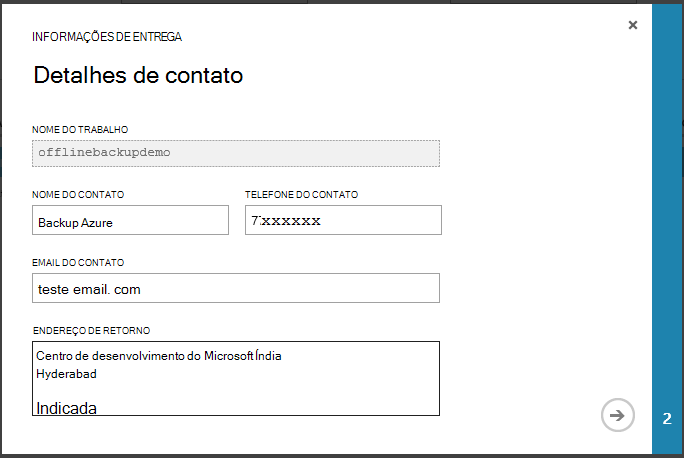 INFORMAÇÕES DE ENTREGA
Detalhes de contato
NOME DO TRABALHO
offlinebackupdemo
NOME DO CONTATO TELEFONE DO CONTATO
Backup Azure 7:xxxxxx
EMAIL DO CONTATO
teste email. com
ENDEREÇO DE RETORNO
Centro de desenvolvimento do Microsoft Índia
Hyderabad
Indicada
2